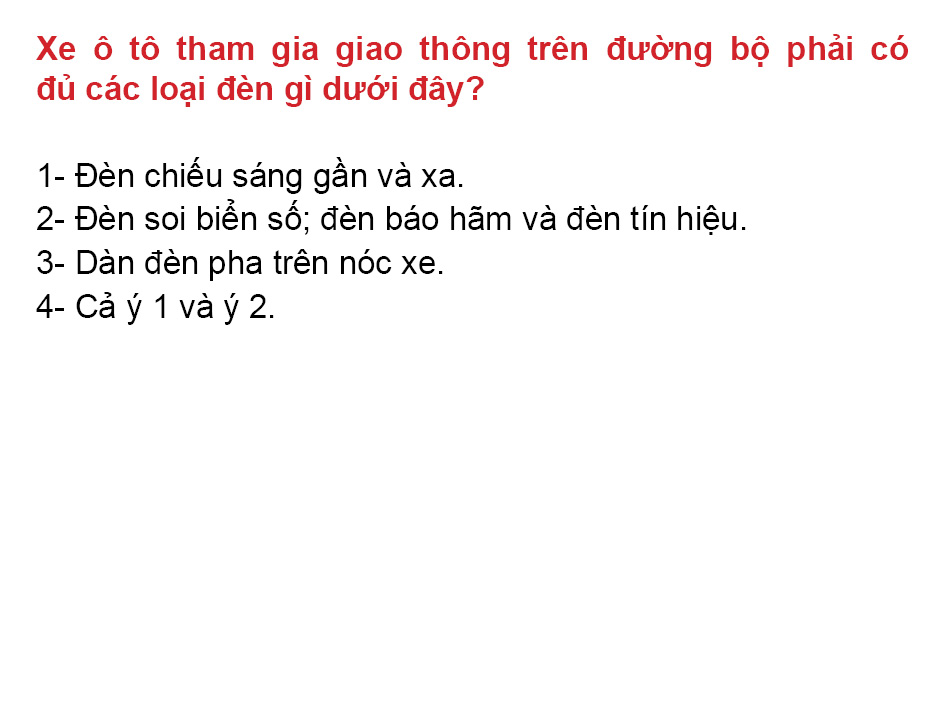 Xe ô tô tham gia giao thông trên đường bộ phải có
đủ các loại đèn gì dưới đây?
1- Đèn chiếu sáng gần và xa.
2- Đèn soi biển số; đèn báo hãm và đèn tín hiệu.
3- Dàn đèn pha trên nóc xe.
4- Cả ý 1 và ý 2.